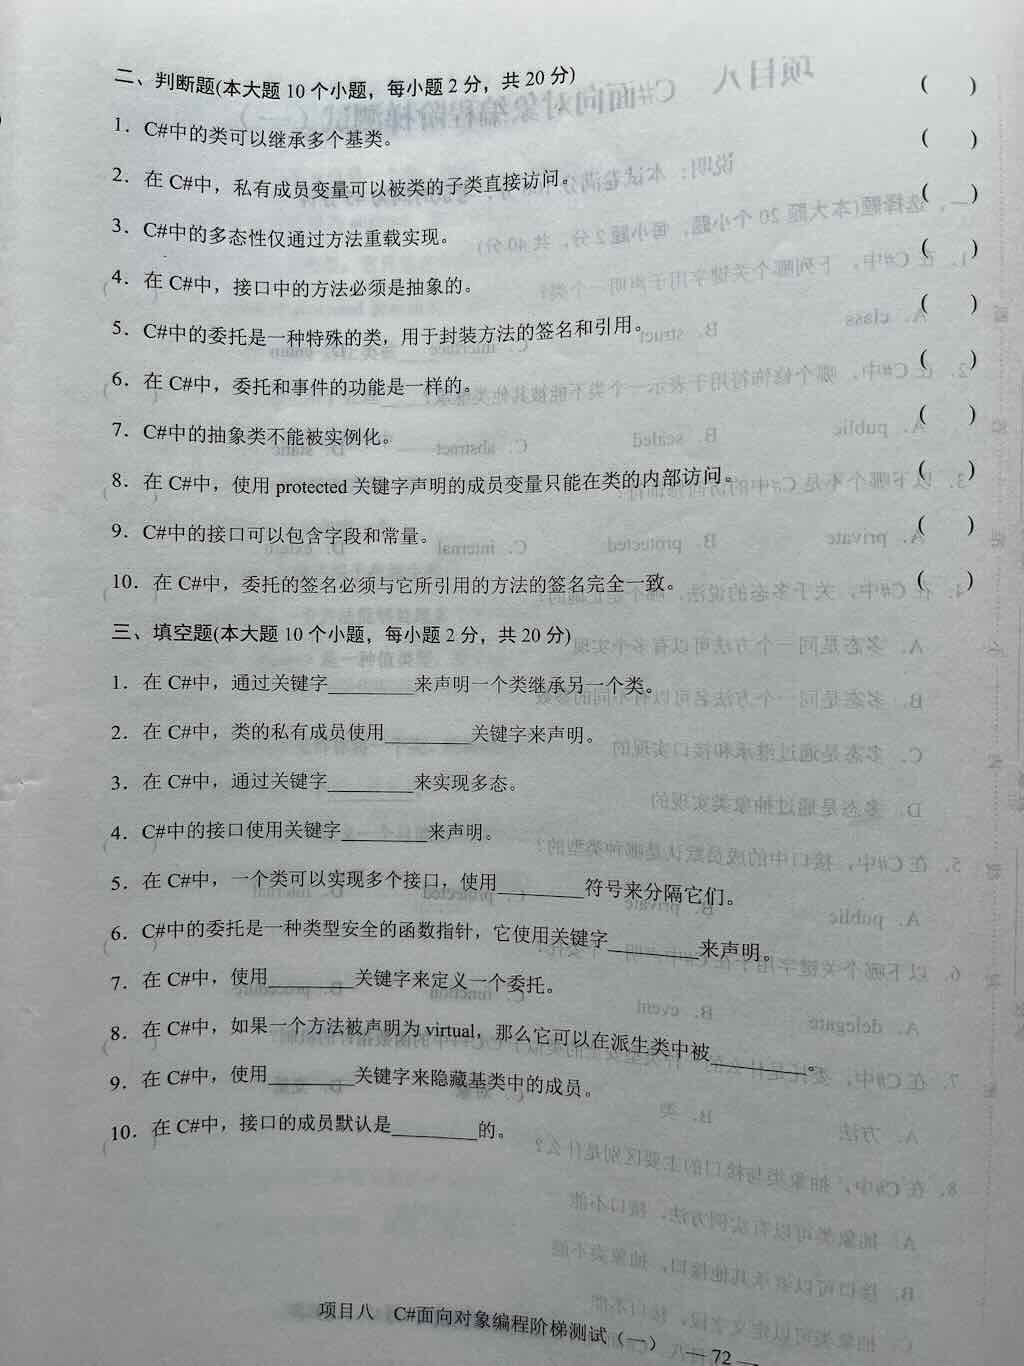 二、判断题(本大题 10 个小题，每小题 2 分，共 20 分)
1．C#中的类可以继承多个基类。 (    )
2．在 C#中，私有成员变量可以被类的子类直接访问。 (    )
3．C#中的多态性仅通过方法重载实现。 (    )
4．在 C#中，接口中的方法必须是抽象的。 (    )
5．C#中的委托是一种特殊的类，用于封装方法的签名和引用。 (    )
6．在 C#中，委托和事件的功能是一样的。 (    )
7．C#中的抽象类不能被实例化。 (    )
8．在 C#中，使用 protected 关键字声明的成员变量只能在类的内部访问。 (    )
9．C#中的接口可以包含字段和常量。 (    )
10．在 C#中，委托的签名必须与它所引用的方法的签名完全一致。 (    )
三、填空题(本大题 10 个小题，每小题 2 分，共 20 分)
1．在 C#中，通过关键字________来声明一个类继承另一个类。
2．在 C#中，类的私有成员使用________关键字来声明。
3．在 C#中，通过关键字________来实现多态。
4．C#中的接口使用关键字________来声明。
5．在 C#中，一个类可以实现多个接口，使用________符号来分隔它们。
6．C#中的委托是一种类型安全的函数指针，它使用关键字________来声明。
7．在 C#中，使用________关键字来定义一个委托。
8．在 C#中，如果一个方法被声明为 virtual，那么它可以在派生类中被________。
9．在 C#中，使用________关键字来隐藏基类中的成员。
10．在 C#中，接口的成员默认是________的。
项目八　C#面向对象编程阶梯测试（一）　— 72 —